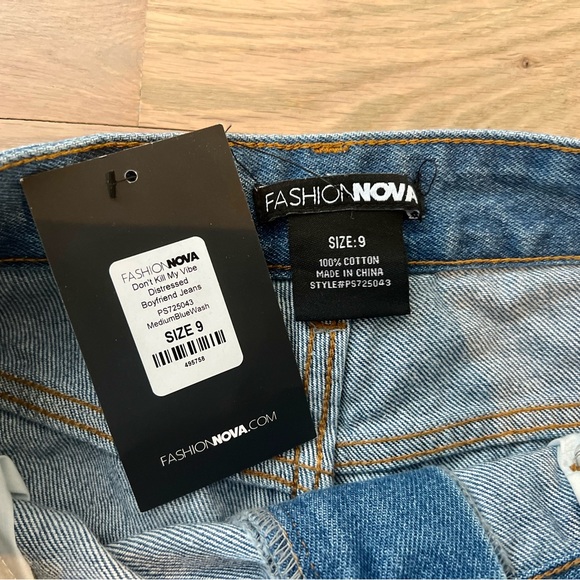 FASHIONNOVA
Don't Kill My Vibe
Distressed
Boyfriend Jeans
PS725043
MediumBlueWash
SIZE 9
495758
FASHIONNOVA.COM
FASHIONNOVA
SIZE: 9
100% COTTON
MADE IN CHINA
STYLE#PS725043